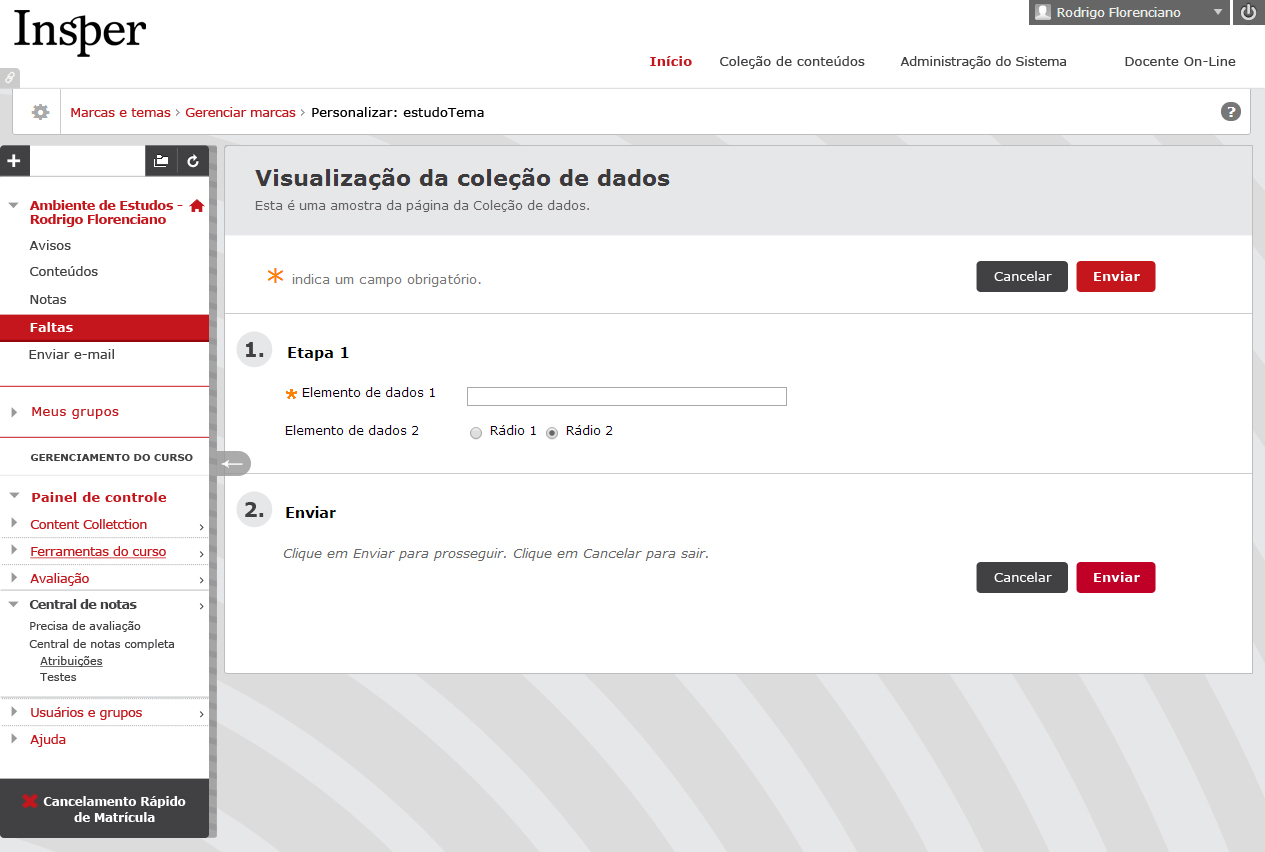 Insper
Rodrigo Florenciano
Início Coleção de conteúdos Administração do Sistema Docente On-Line
Marcas e temas › Gerenciar marcas › Personalizar: estudoTema
?
Ambiente de Estudos -
Rodrigo Florenciano
Avisos
Conteúdos
Notas
Faltas
Enviar e-mail
Meus grupos
GERENCIAMENTO DO CURSO
Painel de controle
Content Colletction ›
Ferramentas do curso ›
Avaliação ›
Central de notas ›
Precisa de avaliação
Central de notas completa
Atribuições
Testes
Usuários e grupos ›
Ajuda
Cancelamento Rápido
de Matrícula
Visualização da coleção de dados
Esta é uma amostra da página da Coleção de dados.
* indica um campo obrigatório.
Cancelar Enviar
1. Etapa 1
* Elemento de dados 1
Elemento de dados 2 Rádio 1 Rádio 2
2. Enviar
Clique em Enviar para prosseguir. Clique em Cancelar para sair.
Cancelar Enviar